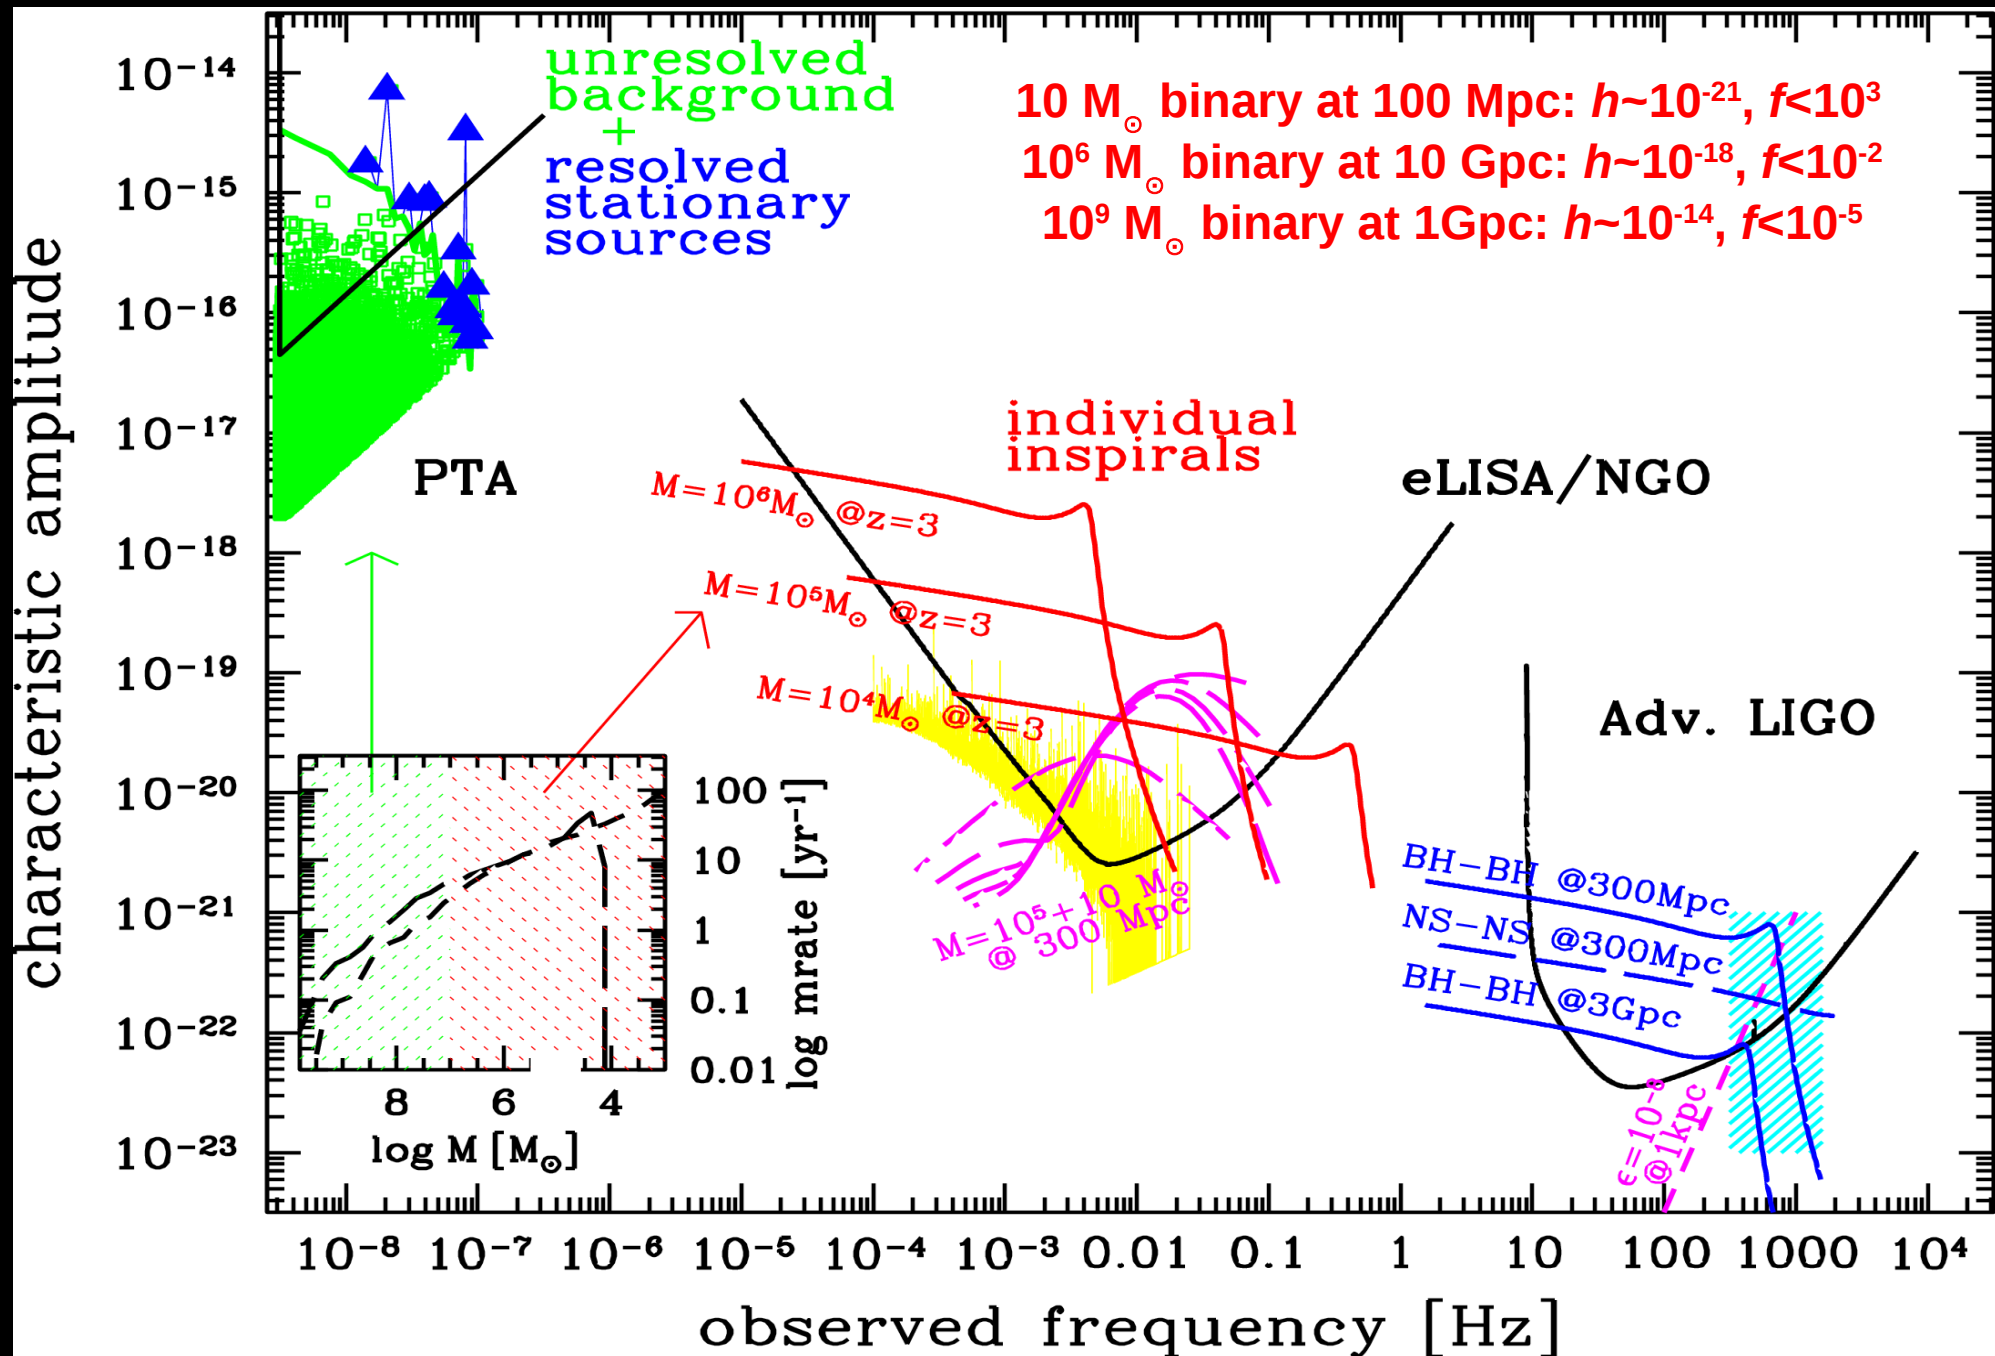 unresolved
background
+
resolved
stationary
sources
10 M☉ binary at 100 Mpc: h~10⁻²¹, f<10³
10⁶ M☉ binary at 10 Gpc: h~10⁻¹⁸, f<10⁻²
10⁹ M☉ binary at 1Gpc: h~10⁻¹⁴, f<10⁻⁵
characteristic amplitude
10⁻¹⁴
10⁻¹⁵
10⁻¹⁶
10⁻¹⁷
10⁻¹⁸
10⁻¹⁹
10⁻²⁰
10⁻²¹
10⁻²²
10⁻²³
PTA
individual
inspirals
eLISA/NGO
Adv. LIGO
M=10⁶M☉ @z=3
M=10⁵M☉ @z=3
M=10⁴M☉ @z=3
M=10⁵+10 M☉
@ 300 Mpc
BH−BH @300Mpc
NS−NS @300Mpc
BH−BH @3Gpc
ϵ=10⁻⁸
@1kpc
100
10
1
0.1
0.01
log mrate [yr⁻¹]
8 6 4
log M [M☉]
10⁻⁸ 10⁻⁷ 10⁻⁶ 10⁻⁵ 10⁻⁴ 10⁻³ 0.01 0.1 1 10 100 1000 10⁴
observed frequency [Hz]